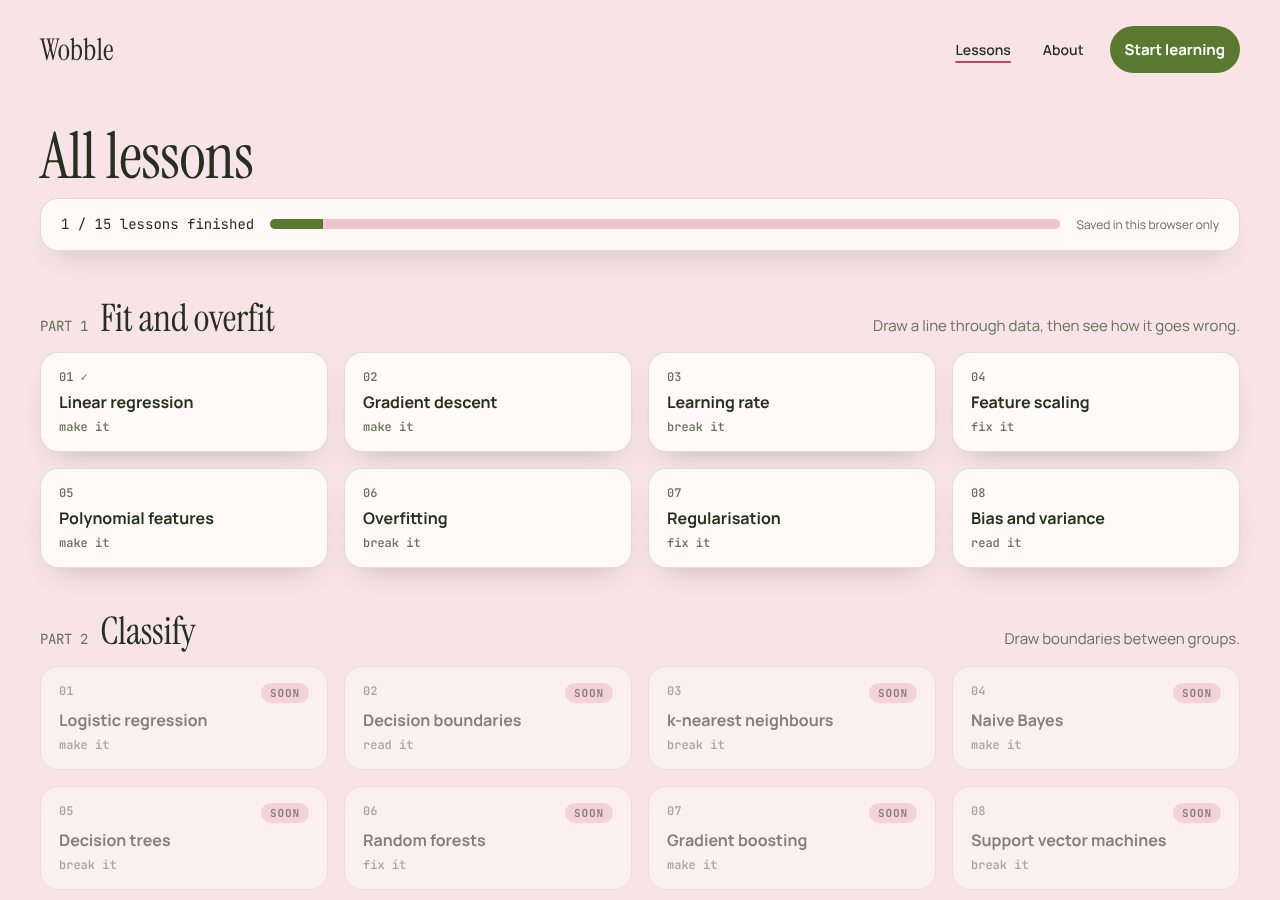 Wobble
Lessons About Start learning
All lessons
1 / 15 lessons finished Saved in this browser only
PART 1 Fit and overfit Draw a line through data, then see how it goes wrong.
01 ✓
Linear regression
make it
02
Gradient descent
make it
03
Learning rate
break it
04
Feature scaling
fix it
05
Polynomial features
make it
06
Overfitting
break it
07
Regularisation
fix it
08
Bias and variance
read it
PART 2 Classify Draw boundaries between groups.
01 SOON
Logistic regression
make it
02 SOON
Decision boundaries
read it
03 SOON
k-nearest neighbours
break it
04 SOON
Naive Bayes
make it
05 SOON
Decision trees
break it
06 SOON
Random forests
fix it
07 SOON
Gradient boosting
make it
08 SOON
Support vector machines
break it